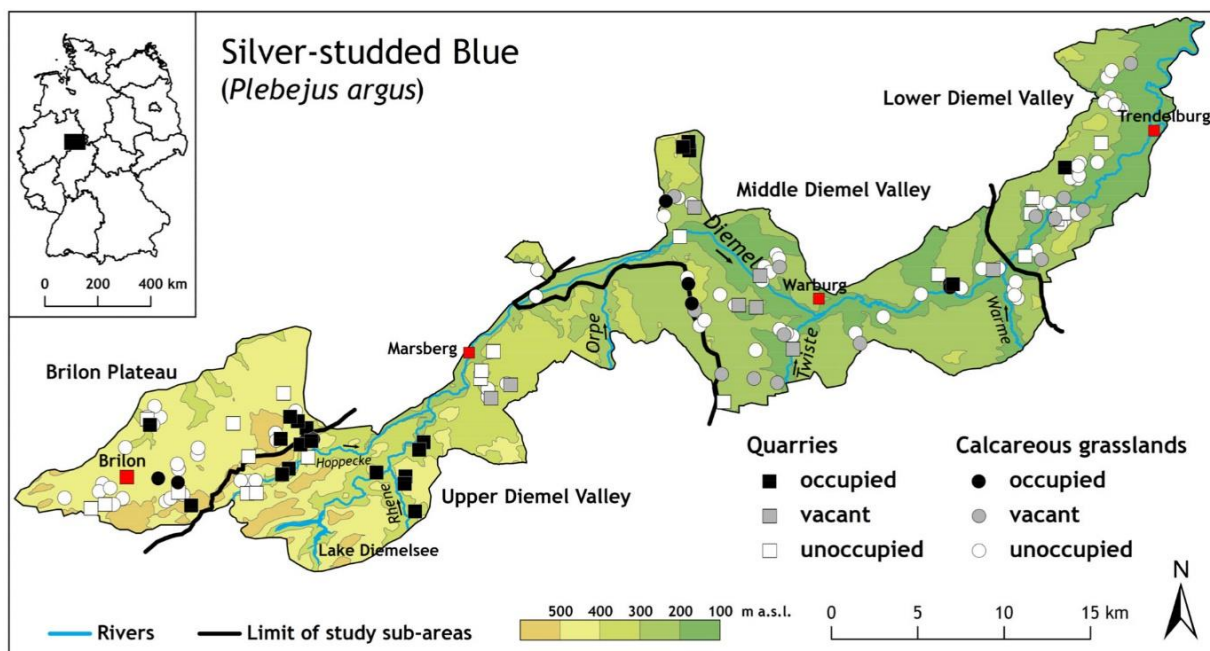 Silver-studded Blue
(Plebejus argus)
0 200 400 km
Lower Diemel Valley
Trendelburg
Middle Diemel Valley
Diemel
Warburg
Warme
Twiste
Orpe
Marsberg
Brilon Plateau
Brilon
Hoppecke
Rhene
Upper Diemel Valley
Lake Diemelsee
Quarries
occupied
vacant
unoccupied
Calcareous grasslands
occupied
vacant
unoccupied
N
Rivers
Limit of study sub-areas
500 400 300 200 100 m a.s.l.
0 5 10 15 km